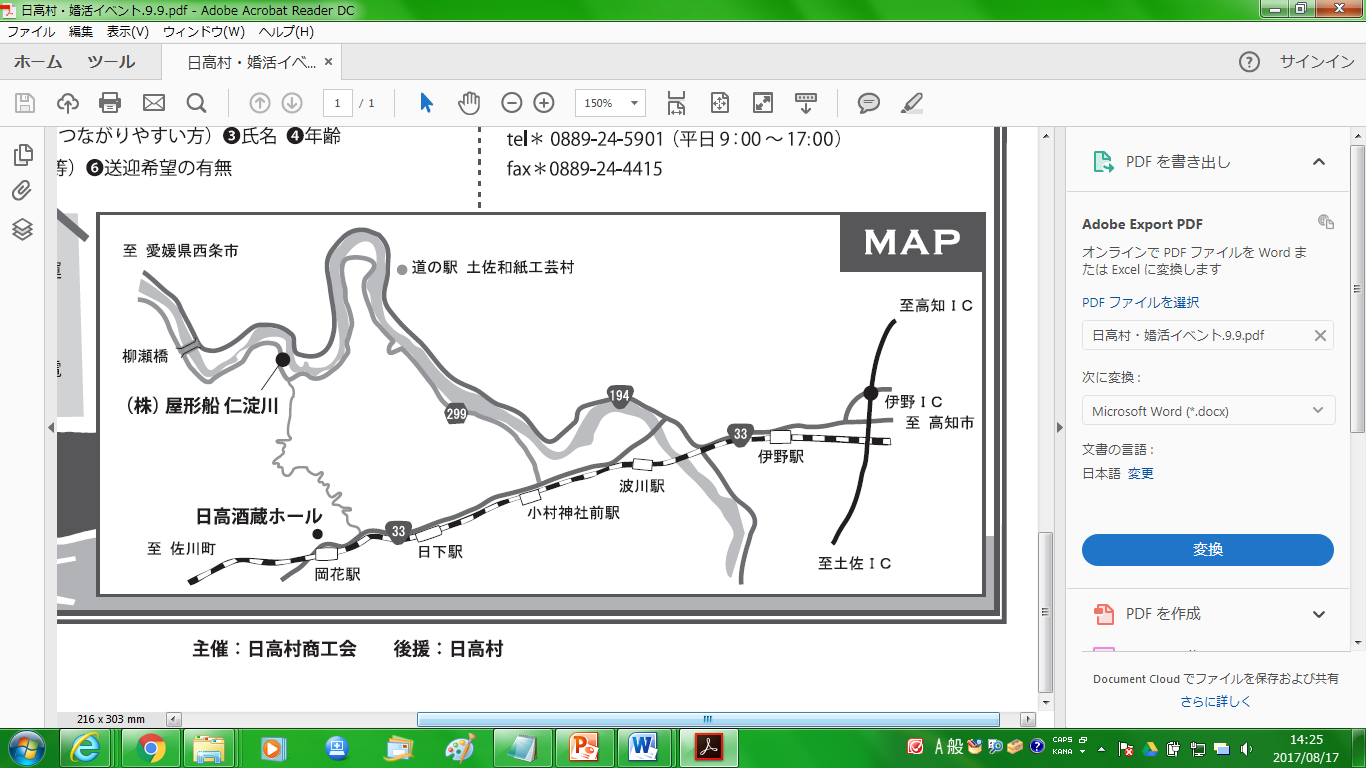 日高村・婚活イベント.9.9.pdf - Adobe Acrobat Reader DC
ファイル 編集 表示(V) ウィンドウ(W) ヘルプ(H)
ホーム ツール 日高村・婚活イベ... × サインイン
1 / 1 150%
つながりやすい方）❸氏名 ❹年齢
等）❻送迎希望の有無
tel＊ 0889-24-5901（平日 9：00 ～ 17:00）
fax＊0889-24-4415
MAP
至 愛媛県西条市
道の駅 土佐和紙工芸村
至高知ＩＣ
柳瀬橋
（株）屋形船 仁淀川
299
194
伊野ＩＣ
至 高知市
33
伊野駅
波川駅
小村神社前駅
日高酒蔵ホール
33
日下駅
至 佐川町
岡花駅
至土佐ＩＣ
主催：日高村商工会 後援：日高村
216 x 303 mm
PDF を書き出し
Adobe Export PDF
オンラインで PDF ファイルを Word ま
たは Excel に変換します
PDF ファイルを選択
日高村・婚活イベント.9.9.pdf
次に変換 :
Microsoft Word (*.docx)
文書の言語 :
日本語 変更
変換
PDF を作成
Document Cloud でファイルを保存および共有
さらに詳しく
A 般 CAPS KANA
14:25
2017/08/17